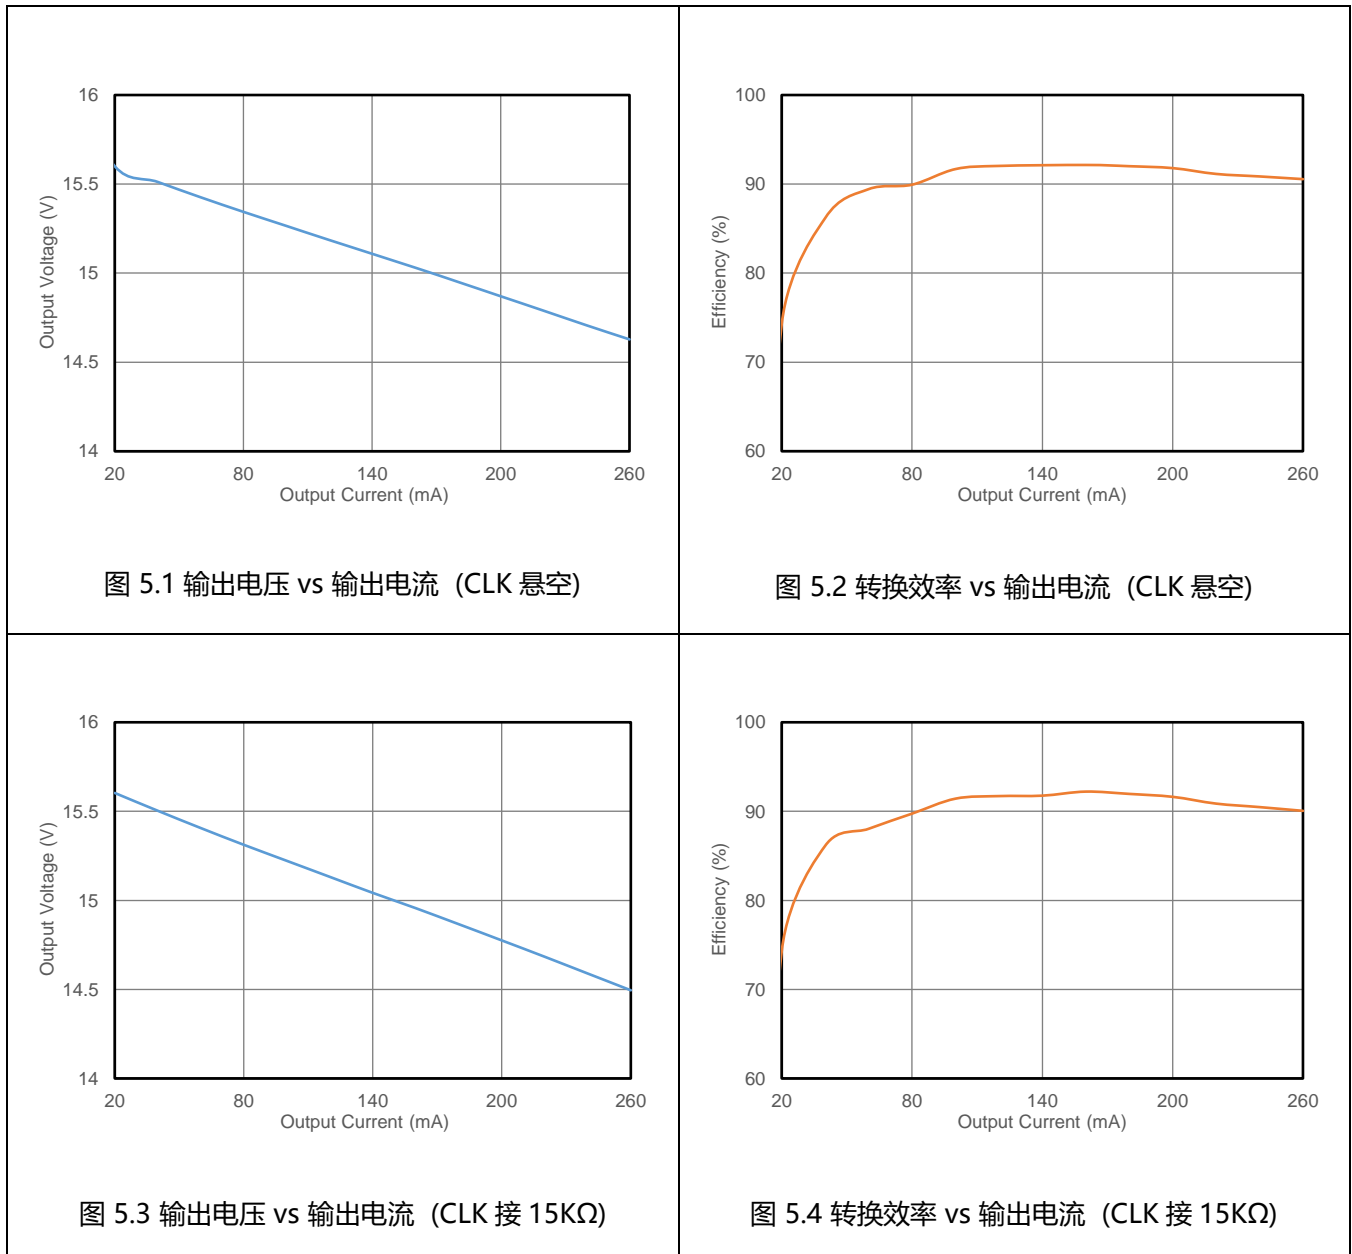 16
15.5
15
14.5
14
Output Voltage (V)
20 80 140 200 260
Output Current (mA)
图 5.1 输出电压 vs 输出电流 (CLK 悬空)
100
90
80
70
60
Efficiency (%)
20 80 140 200 260
Output Current (mA)
图 5.2 转换效率 vs 输出电流 (CLK 悬空)
16
15.5
15
14.5
14
Output Voltage (V)
20 80 140 200 260
Output Current (mA)
图 5.3 输出电压 vs 输出电流 (CLK 接 15KΩ)
100
90
80
70
60
Efficiency (%)
20 80 140 200 260
Output Current (mA)
图 5.4 转换效率 vs 输出电流 (CLK 接 15KΩ)